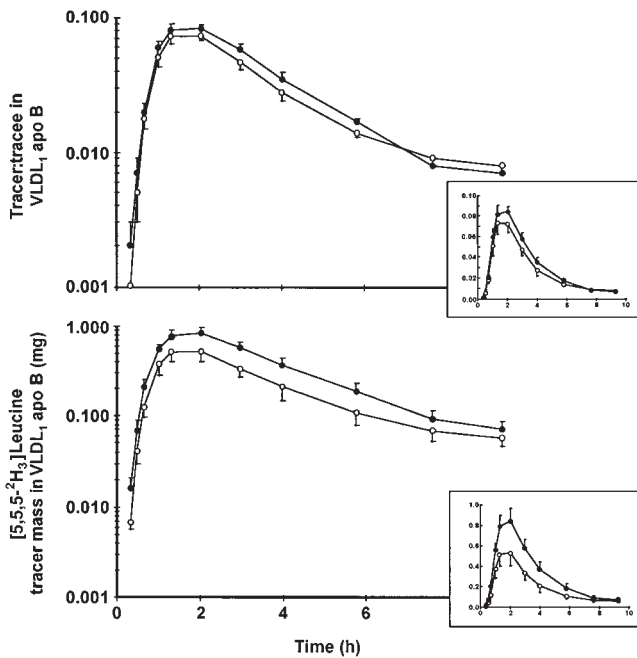 Tracer:tracee in
VLDL₁ apo B
0.100
0.010
0.001
0.10
0.08
0.06
0.04
0.02
0.00
0 2 4 6 8 10
[5,5,5-²H₃]Leucine
tracer mass in VLDL₁ apo B (mg)
1.000
0.100
0.010
0.001
0 2 4 6
1.0
0.8
0.6
0.4
0.2
0.0
0 2 4 6 8 10
Time (h)